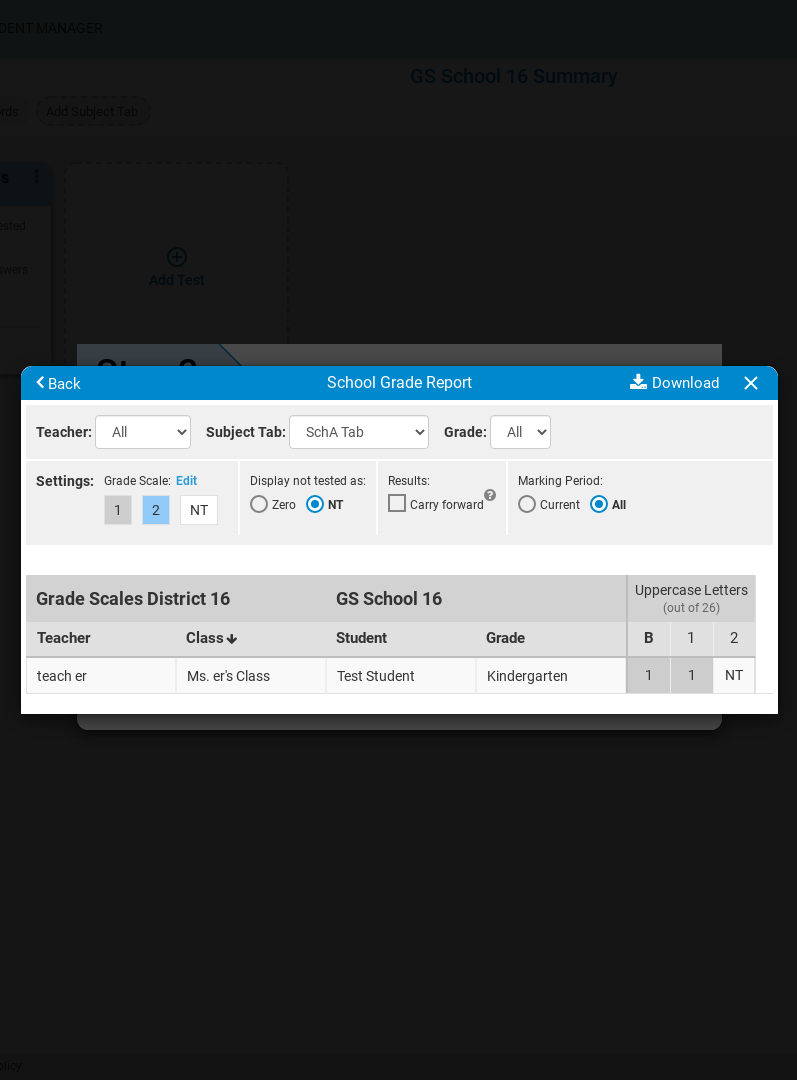 DENT MANAGER
GS School 16 Summary
rds
Add Subject Tab
s
ested
wers
Add Test
Back
School Grade Report
Download
Teacher: All
Subject Tab: SchA Tab
Grade: All
Settings:
Grade Scale: Edit
1 2 NT
Display not tested as:
Zero NT
Results:
Carry forward ?
Marking Period:
Current All
Grade Scales District 16
GS School 16
Uppercase Letters
(out of 26)
Teacher Class Student Grade B 1 2
teach er Ms. er's Class Test Student Kindergarten 1 1 NT
olicy